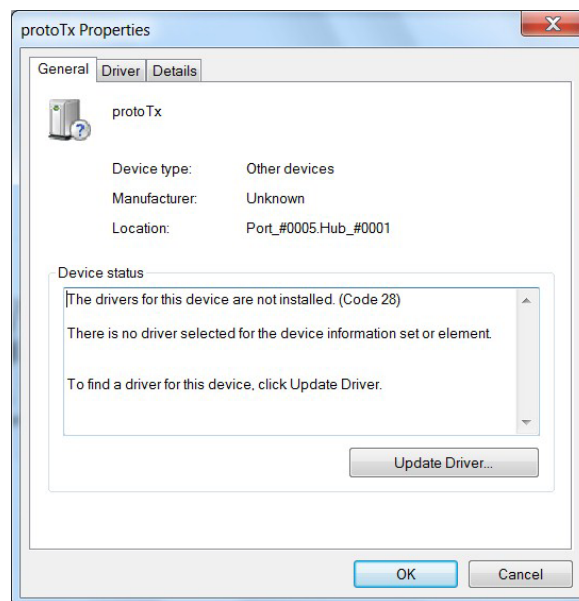 protoTx Properties
General Driver Details
protoTx
Device type: Other devices
Manufacturer: Unknown
Location: Port_#0005.Hub_#0001
Device status
The drivers for this device are not installed. (Code 28)
There is no driver selected for the device information set or element.
To find a driver for this device, click Update Driver.
Update Driver...
OK Cancel